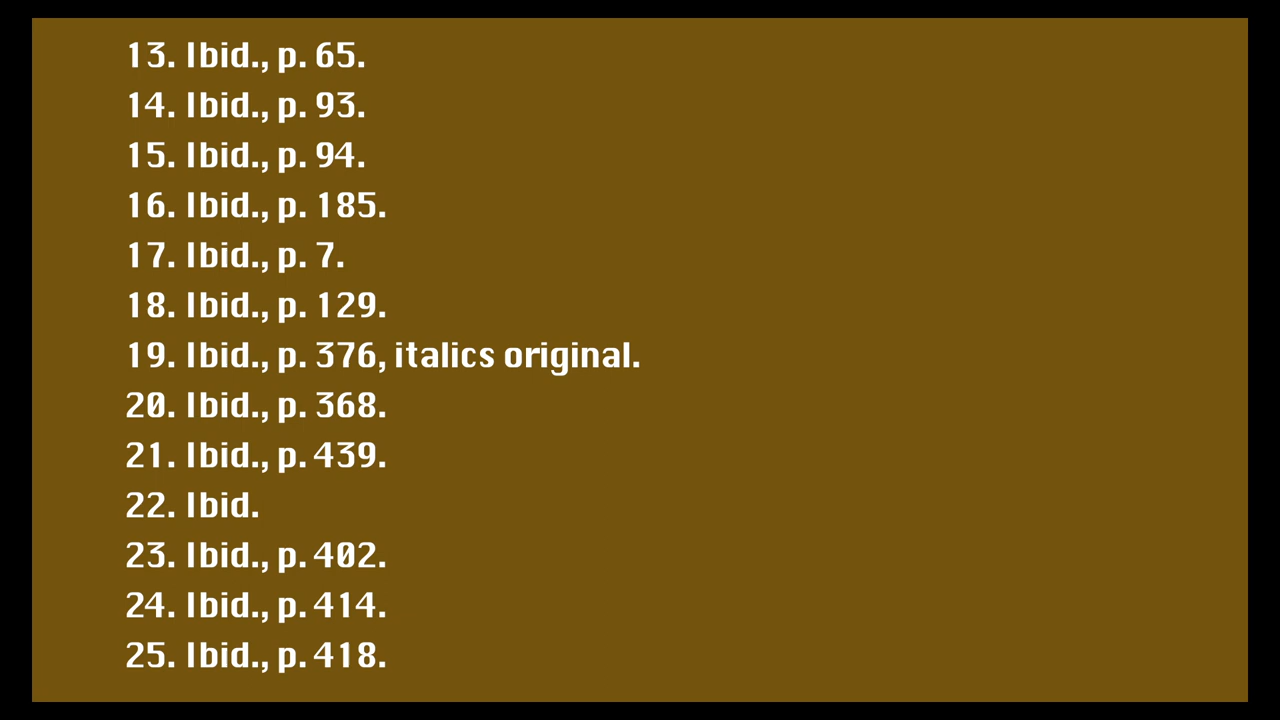 13. Ibid., p. 65.
14. Ibid., p. 93.
15. Ibid., p. 94.
16. Ibid., p. 185.
17. Ibid., p. 7.
18. Ibid., p. 129.
19. Ibid., p. 376, italics original.
20. Ibid., p. 368.
21. Ibid., p. 439.
22. Ibid.
23. Ibid., p. 402.
24. Ibid., p. 414.
25. Ibid., p. 418.